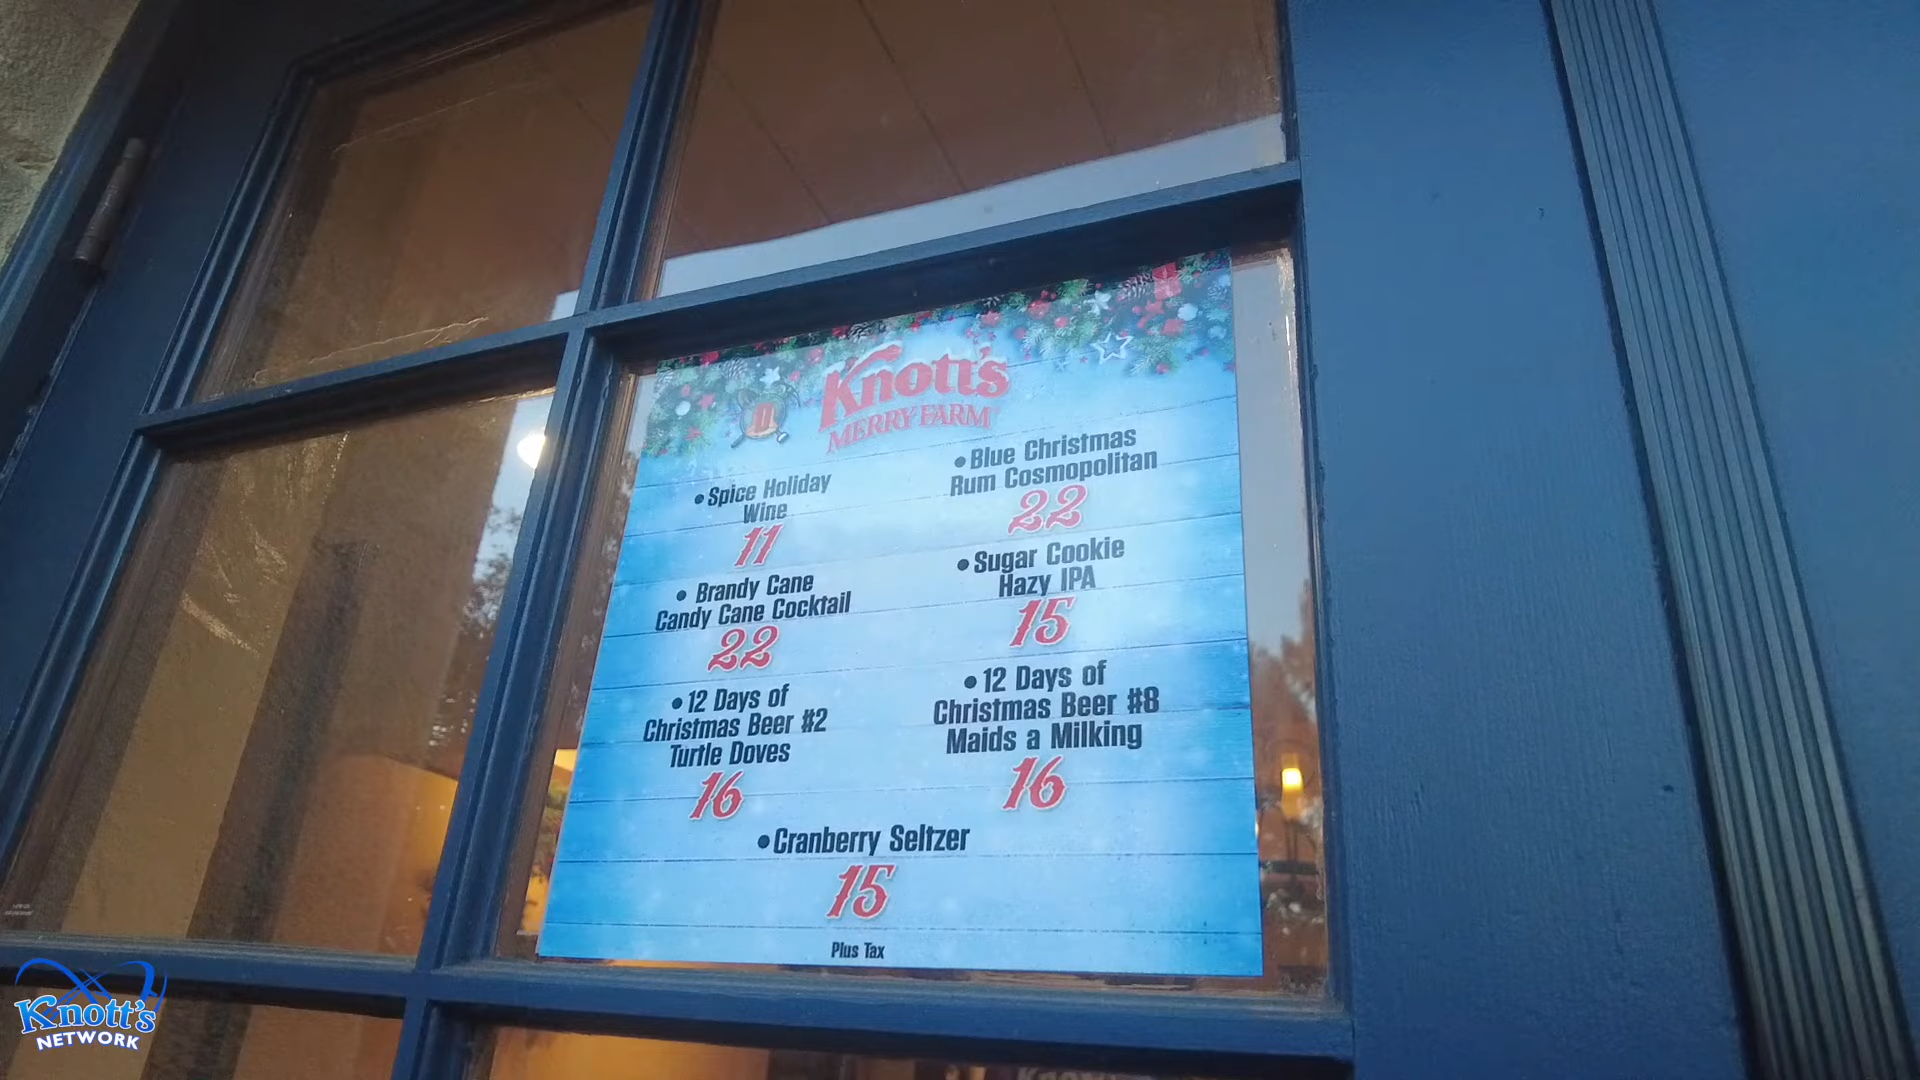 Knott's
MERRY FARM
•Spice Holiday
Wine
11
•Blue Christmas
Rum Cosmopolitan
22
• Brandy Cane
Candy Cane Cocktail
22
•Sugar Cookie
Hazy IPA
15
•12 Days of
Christmas Beer #2
Turtle Doves
16
•12 Days of
Christmas Beer #8
Maids a Milking
16
•Cranberry Seltzer
15
Plus Tax
Knott's
NETWORK